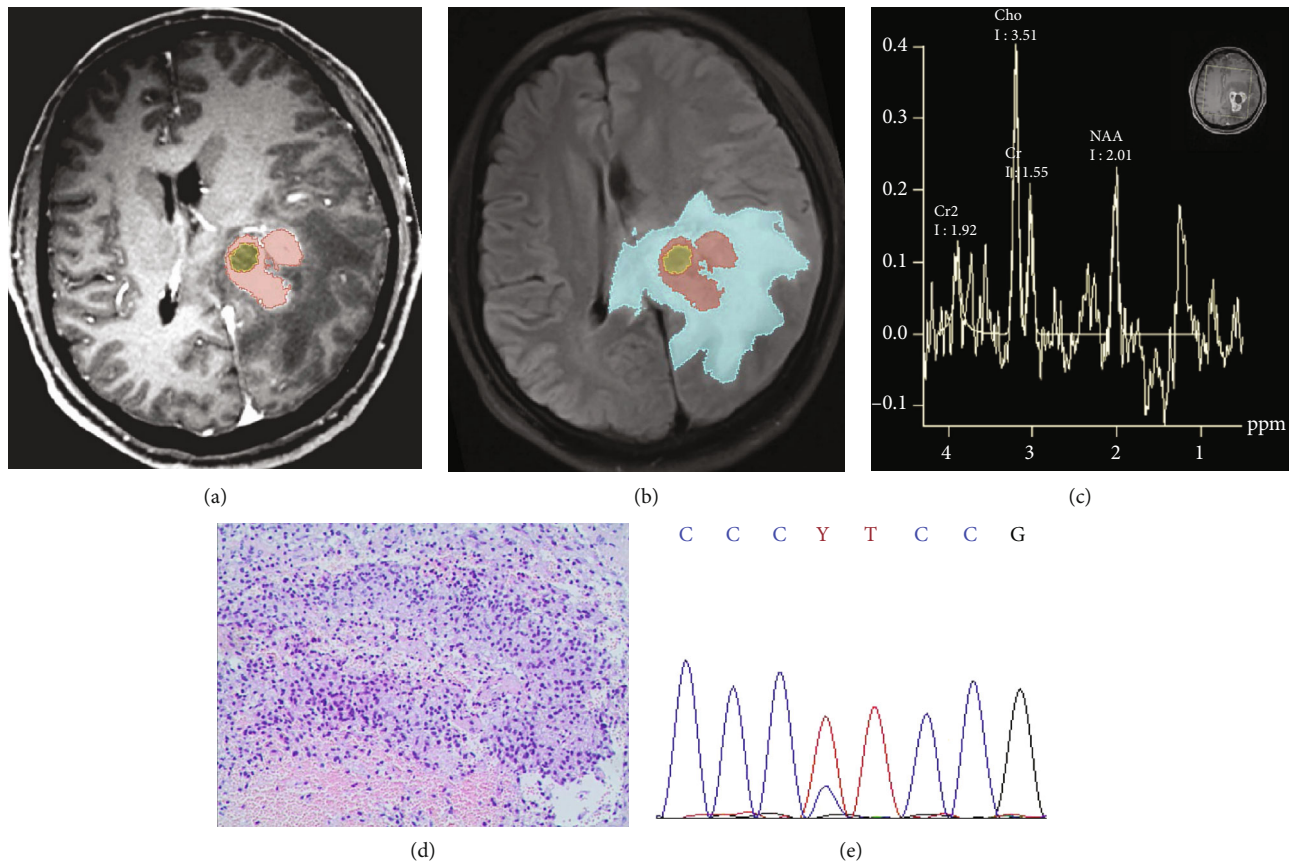 Cho
I : 3.51
0.4
0.3
NAA
I : 2.01
Cr
I : 1.55
0.2
Cr2
I : 1.92
0.1
0.0
−0.1
ppm
4 3 2 1
(a) (b) (c)
C C C Y T C C G
(d) (e)